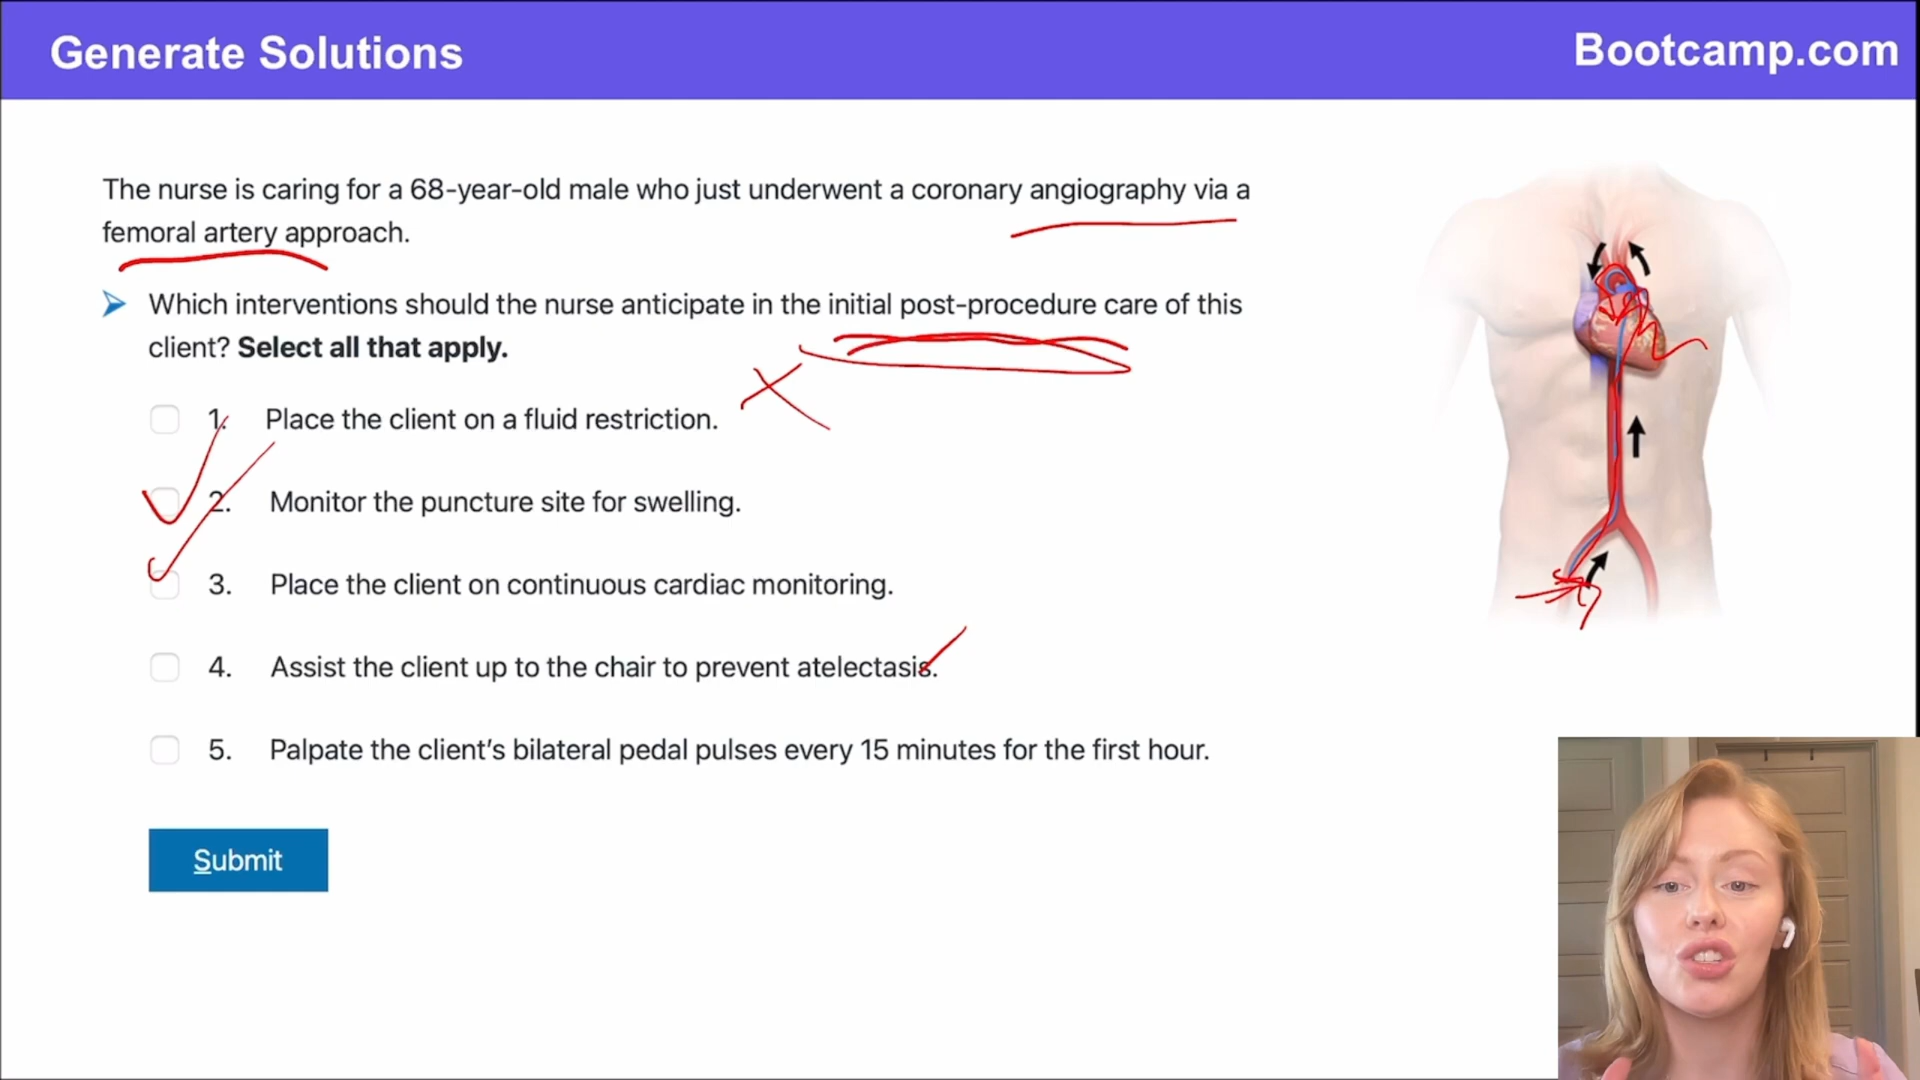 Generate Solutions
Bootcamp.com
The nurse is caring for a 68-year-old male who just underwent a coronary angiography via a
femoral artery approach.
Which interventions should the nurse anticipate in the initial post-procedure care of this
client? Select all that apply.
1. Place the client on a fluid restriction.
2. Monitor the puncture site for swelling.
3. Place the client on continuous cardiac monitoring.
4. Assist the client up to the chair to prevent atelectasis.
5. Palpate the client's bilateral pedal pulses every 15 minutes for the first hour.
Submit